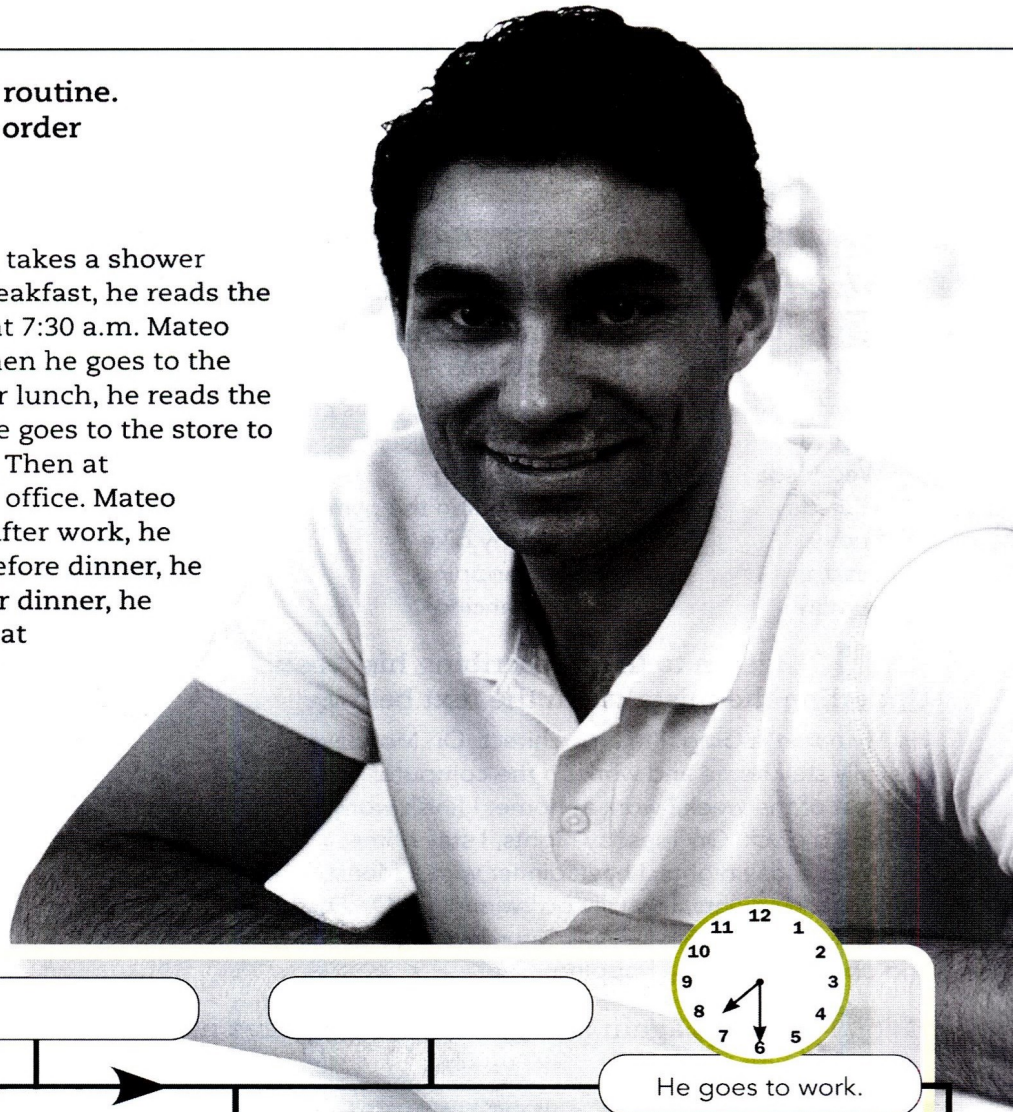 routine.
order
takes a shower
eakfast, he reads the
t 7:30 a.m. Mateo
en he goes to the
r lunch, he reads the
e goes to the store to
Then at
office. Mateo
fter work, he
efore dinner, he
r dinner, he
at
12
11 1
10 2
9 3
8 4
7 5
6
He goes to work.